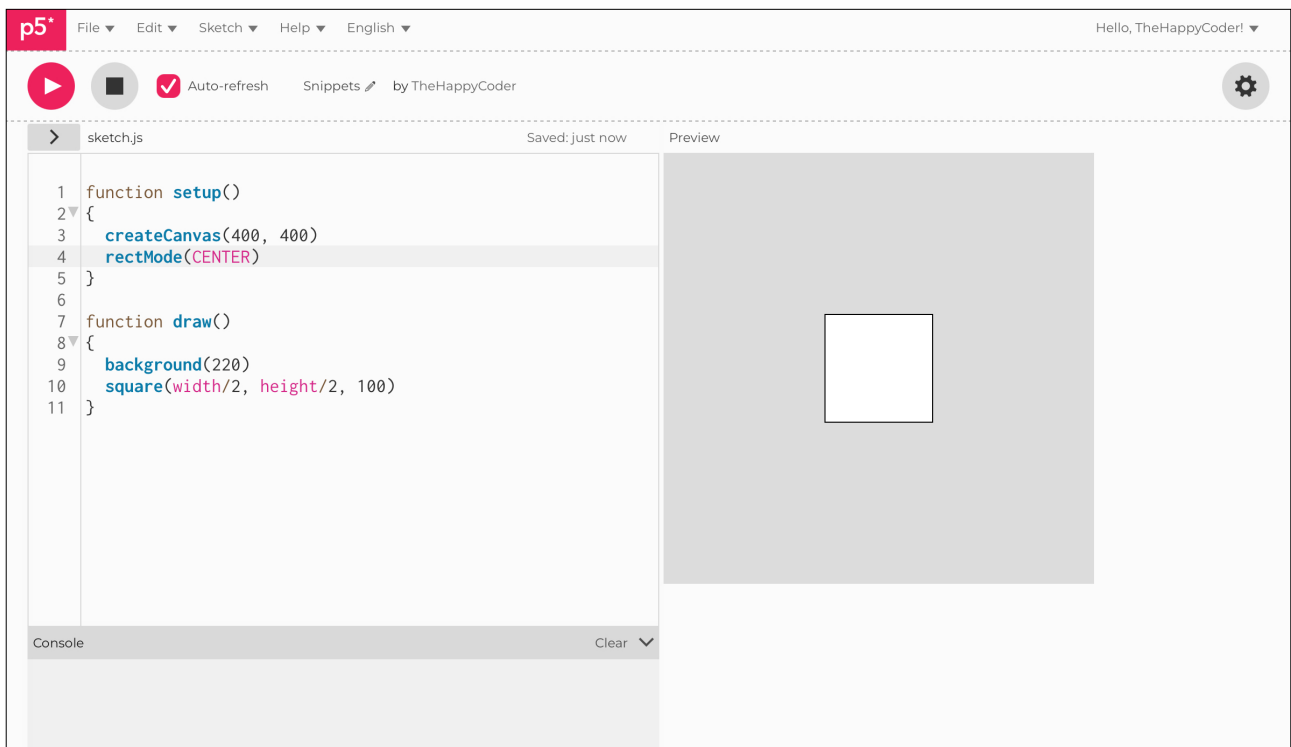 p5* File Edit Sketch Help English Hello, TheHappyCoder!
Auto-refresh Snippets by TheHappyCoder
sketch.js Saved: just now Preview
1 function setup()
2 {
3 createCanvas(400, 400)
4 rectMode(CENTER)
5 }
6
7 function draw()
8 {
9 background(220)
10 square(width/2, height/2, 100)
11 }
Console Clear